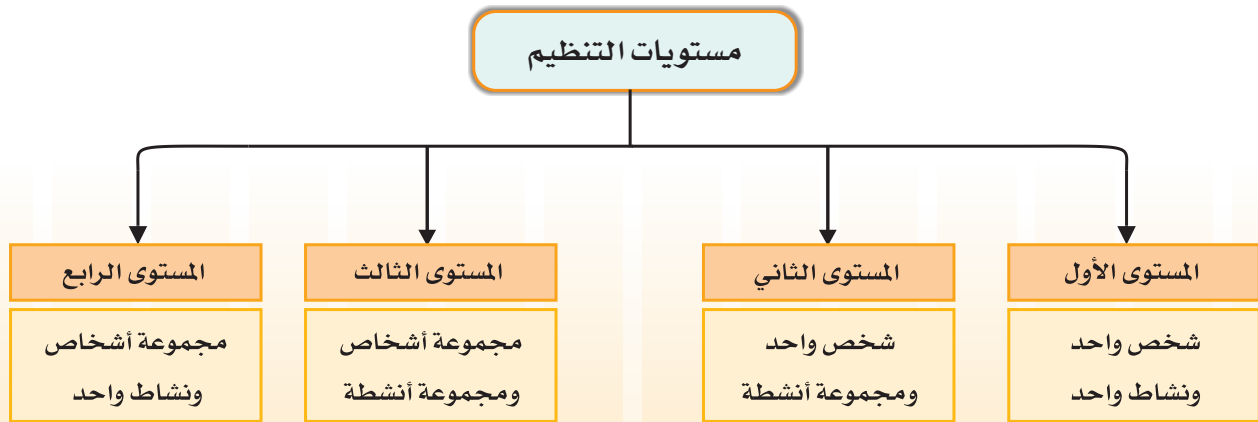 مستويات التنظيم
المستوى الأول
شخص واحد
ونشاط واحد
المستوى الثاني
شخص واحد
ومجموعة أنشطة
المستوى الثالث
مجموعة أشخاص
ومجموعة أنشطة
المستوى الرابع
مجموعة أشخاص
ونشاط واحد